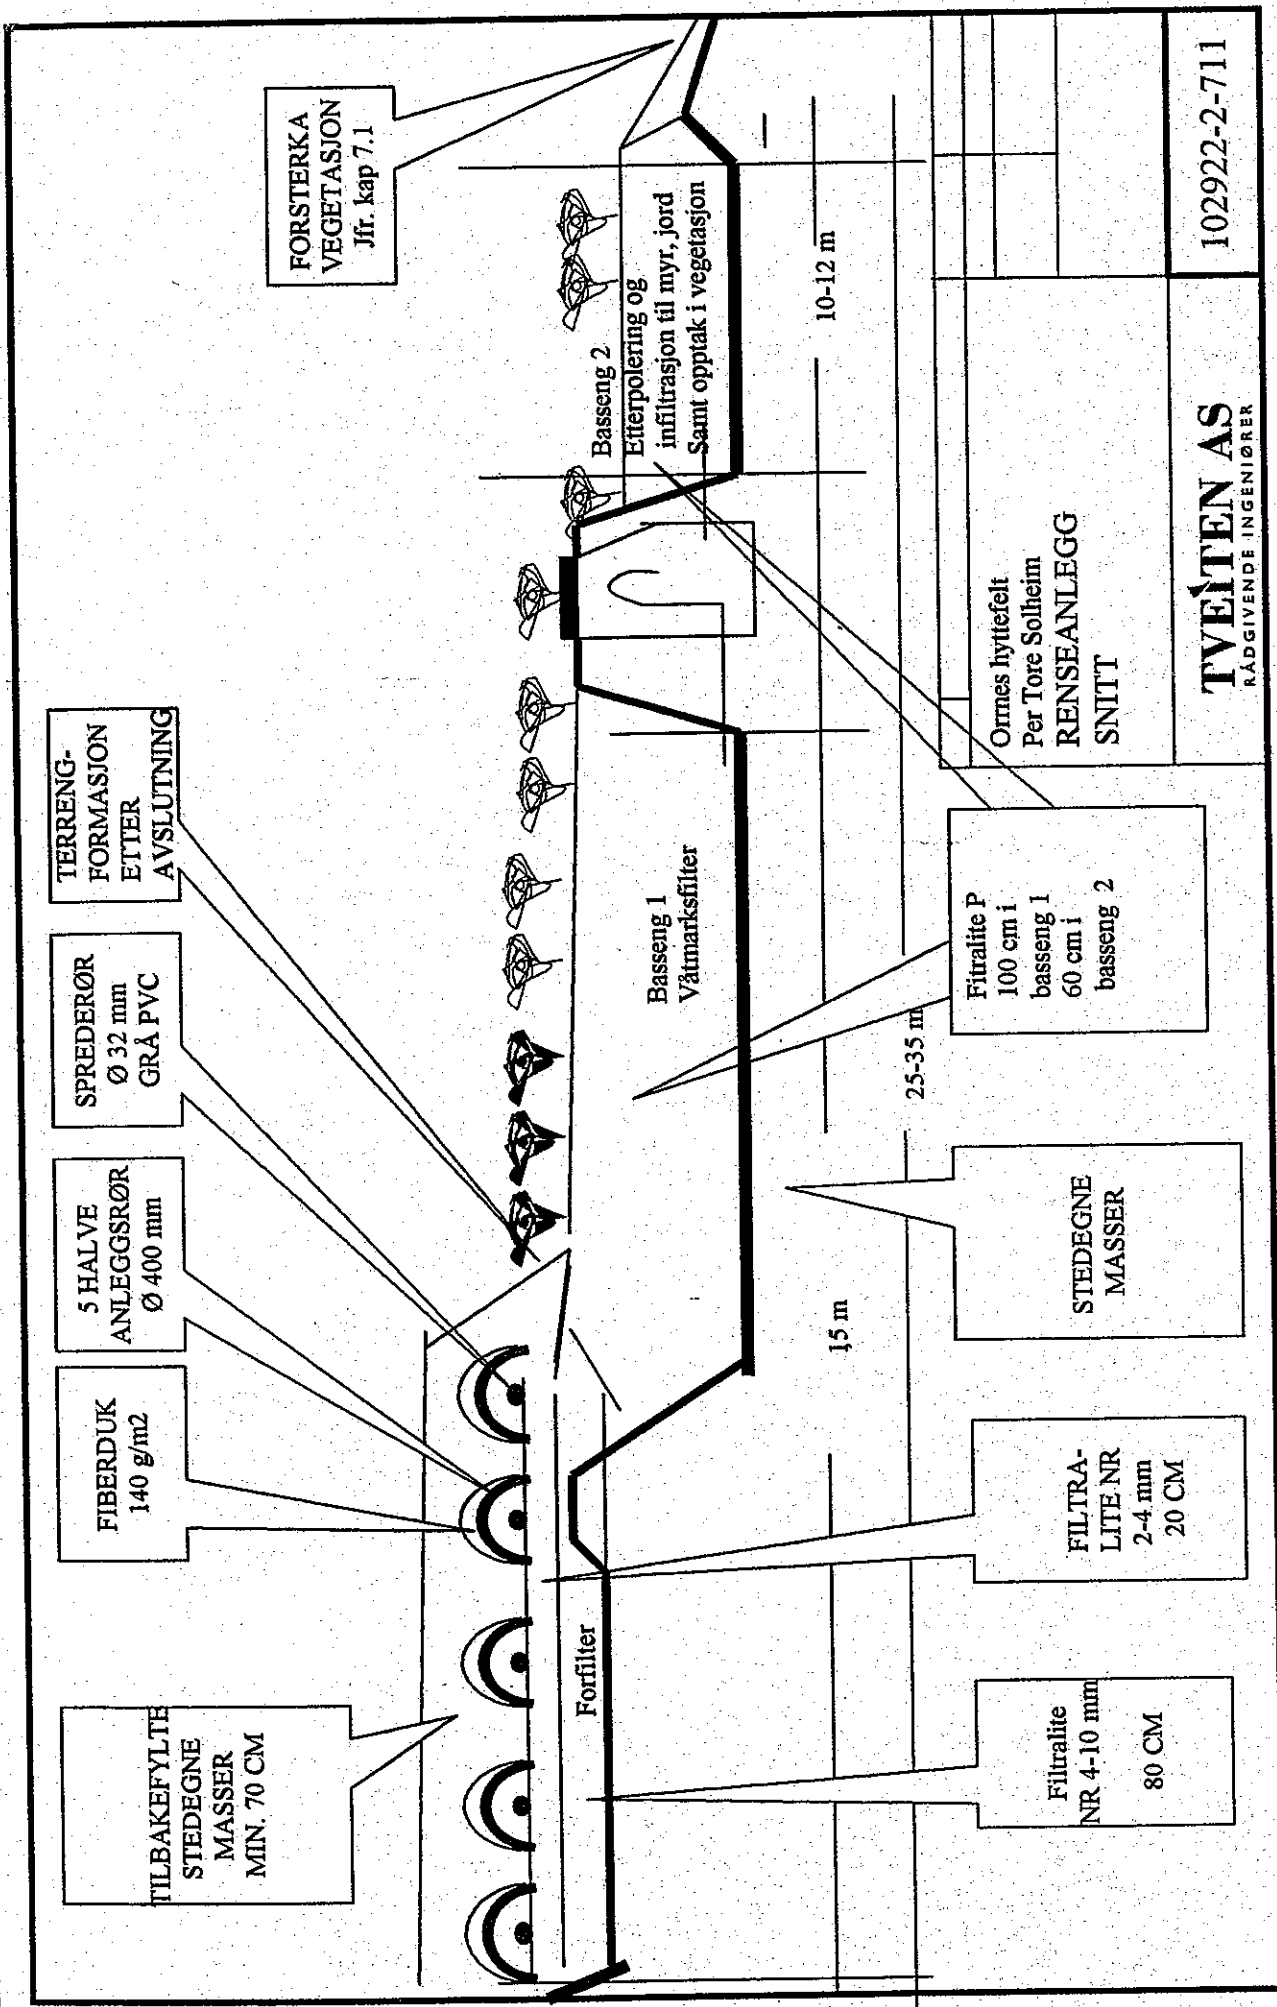 TILBAKEFYLTE
STEDEGNE
MASSER
MIN. 70 CM
FIBERDUK
140 g/m2
5 HALVE
ANLEGGSRØR
Ø 400 mm
SPREDERØR
Ø 32 mm
GRÅ PVC
TERRENG-
FORMASJON
ETTER
AVSLUTNING
FORSTERKA
VEGETASJON
Jfr. kap 7.1
Forfilter
Basseng 1
Våtmarksfilter
Basseng 2
Etterpolering og
infiltrasjon til myr, jord
Samt opptak i vegetasjon
15 m
10-12 m
25-35 m
Filtralite
NR 4-10 mm
80 CM
FILTRA-
LITE NR
2-4 mm
20 CM
STEDEGNE
MASSER
Fitralite P
100 cm i
basseng 1
60 cm i
basseng 2
Ormes hyttefelt
Per Tore Solheim
RENSEANLEGG
SNITT
TVEITEN AS
RÅDGIVENDE INGENIØRER
102922-2-711